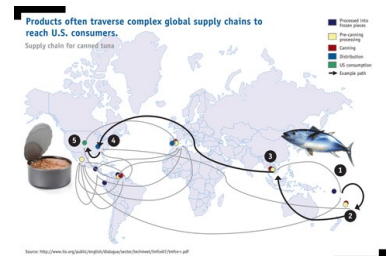 Products often traverse complex global supply chains to
reach U.S. consumers.
Supply chain for canned tuna
Processed into
frozen pieces
Pre-canning
processing
Canning
Distribution
US consumption
Example path
5
4
3
1
2